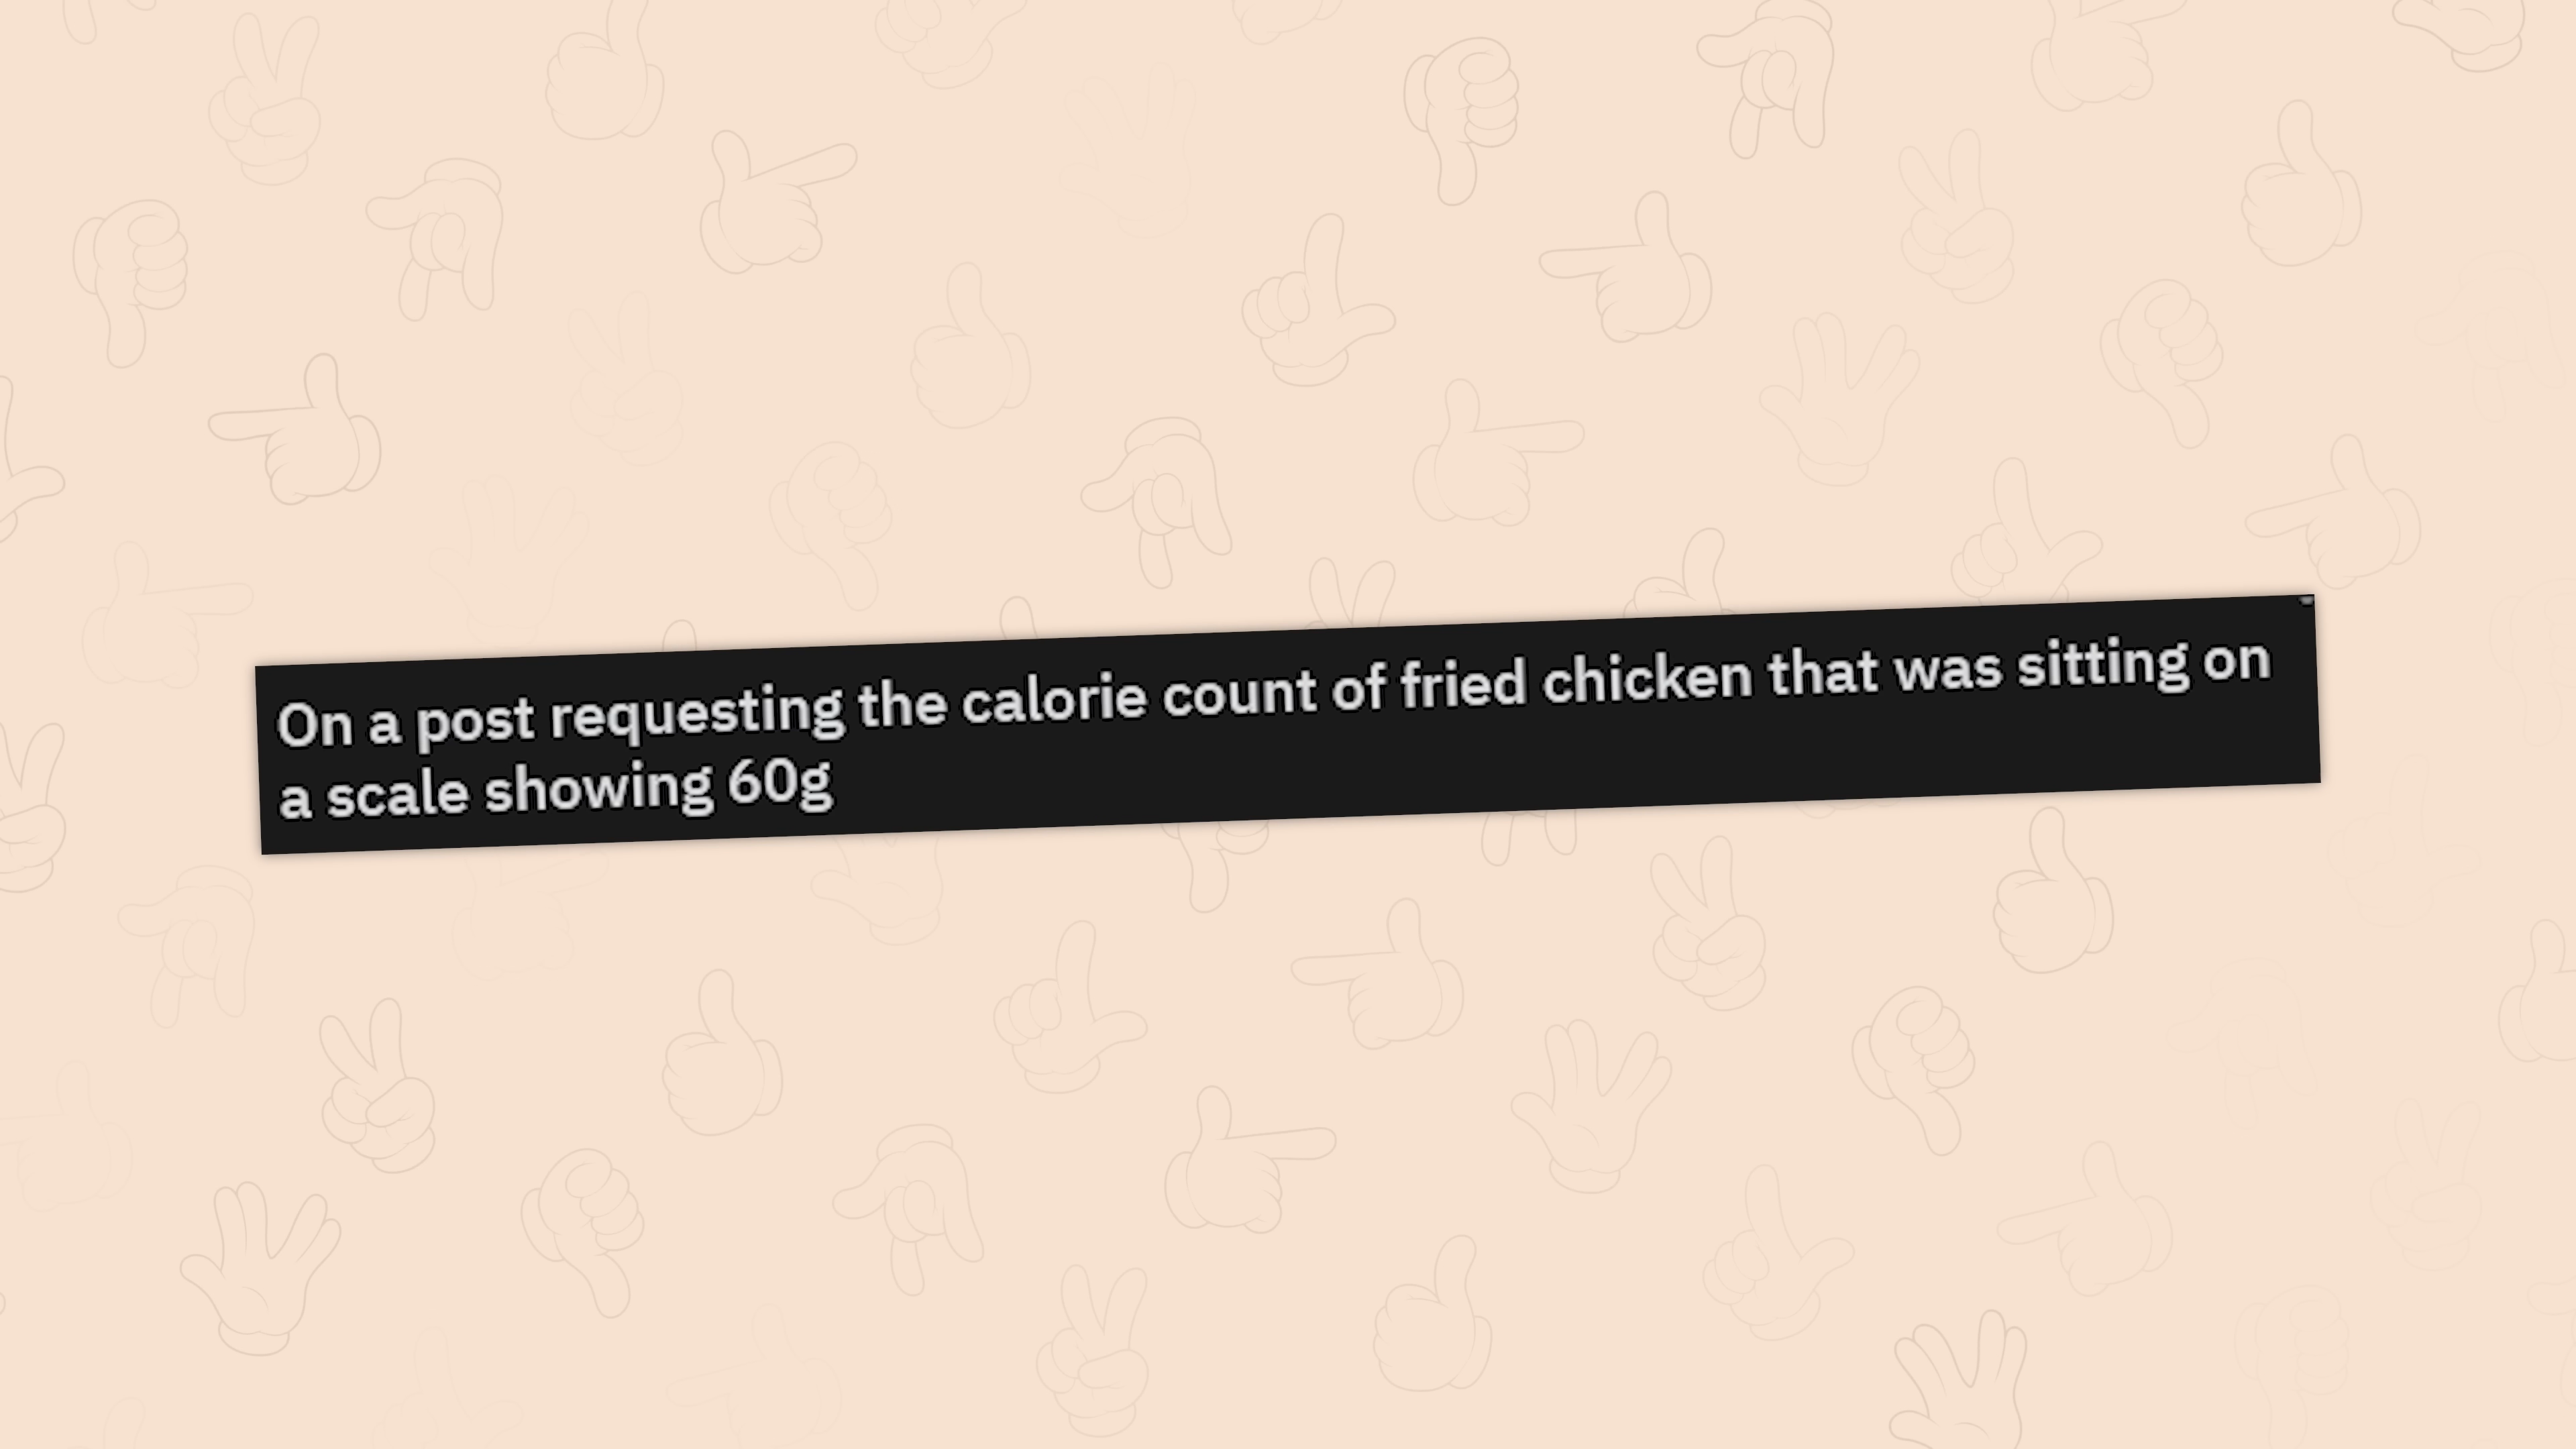 On a post requesting the calorie count of fried chicken that was sitting on
a scale showing 60g